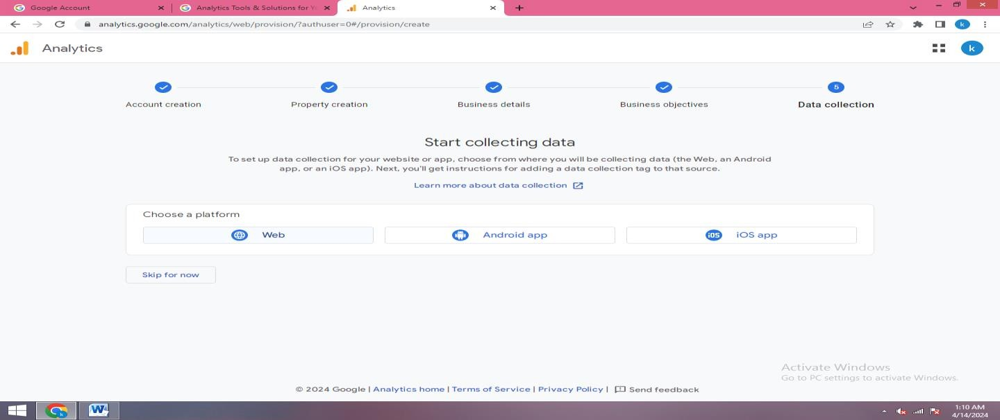 Google Account
Analytics Tools & Solutions for Y
Analytics
analytics.google.com/analytics/web/provision/?authuser=0#/provision/create
k
Analytics
k
5
Account creation
Property creation
Business details
Business objectives
Data collection
Start collecting data
To set up data collection for your website or app, choose from where you will be collecting data (the Web, an Android
app, or an iOS app). Next, you'll get instructions for adding a data collection tag to that source.
Learn more about data collection
Choose a platform
Web
Android app
iOS iOS app
Skip for now
Activate Windows
Go to PC settings to activate Windows.
© 2024 Google | Analytics home | Terms of Service | Privacy Policy | Send feedback
k
W
1:10 AM
4/14/2024